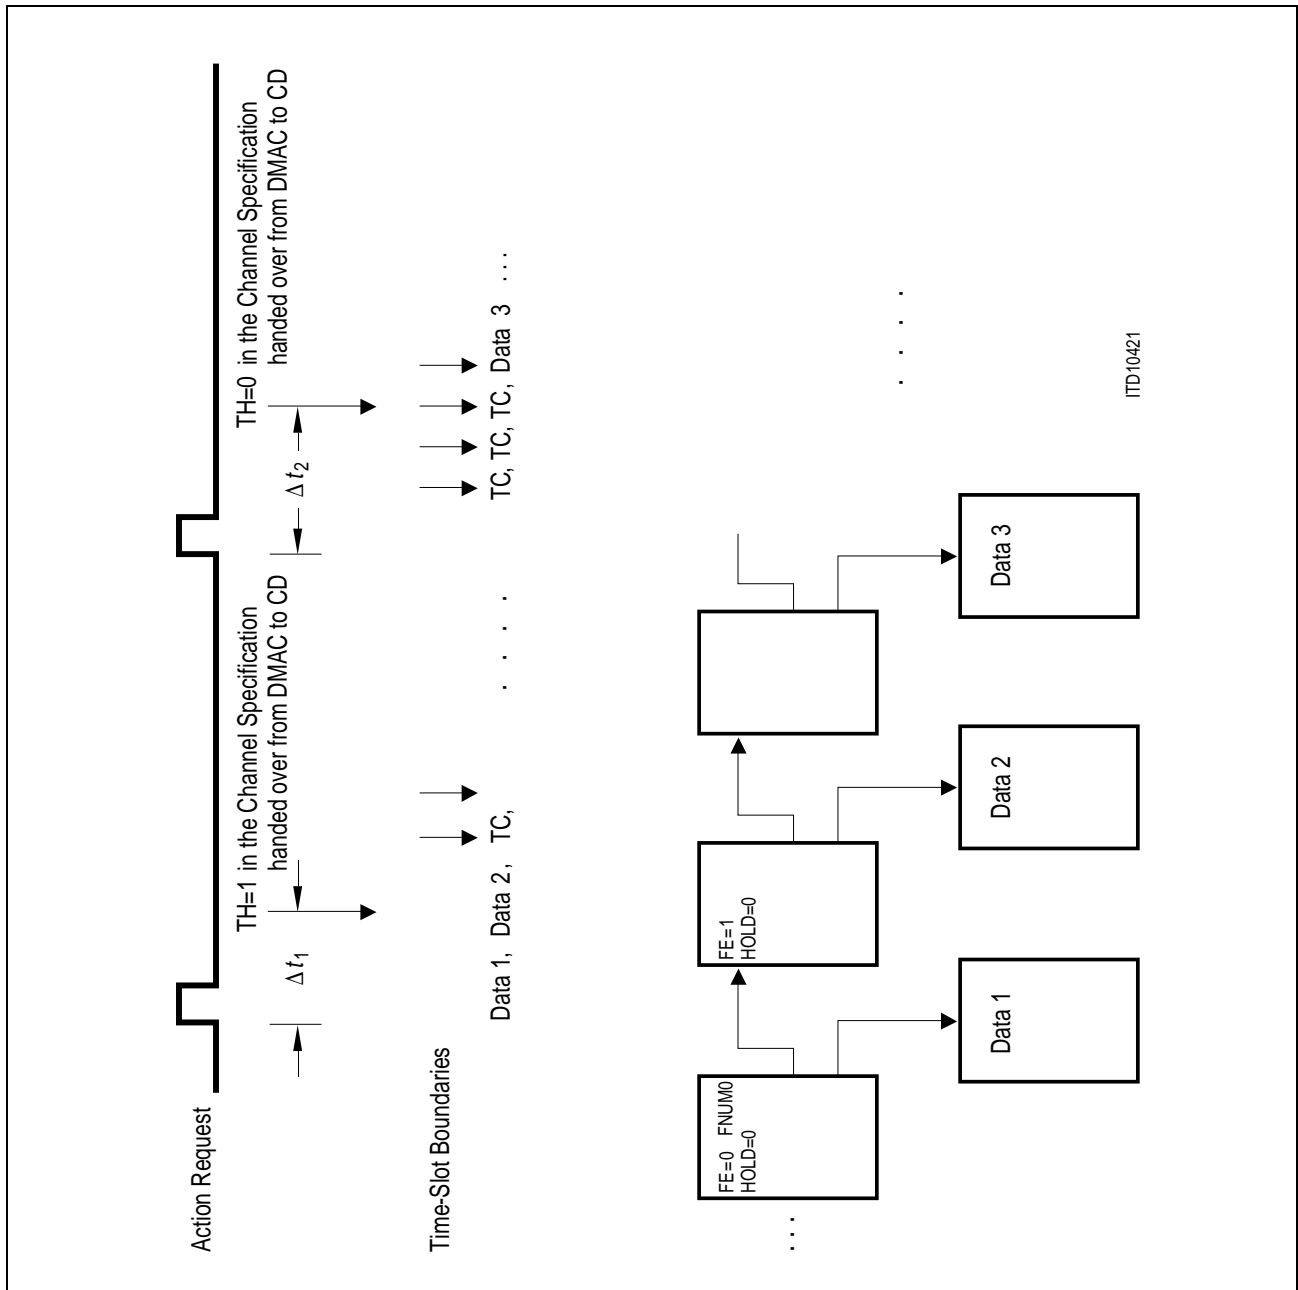 Action Request
TH=1 in the Channel Specification
handed over from DMAC to CD
TH=0 in the Channel Specification
handed over from DMAC to CD
Δ t1
Δ t2
Time-Slot Boundaries
Data 1, Data 2, TC,
. . . .
TC, TC, TC, Data 3 ...
...
FE=0 FNUM0
HOLD=0
FE=1
HOLD=0
. . . .
Data 1
Data 2
Data 3
ITD10421